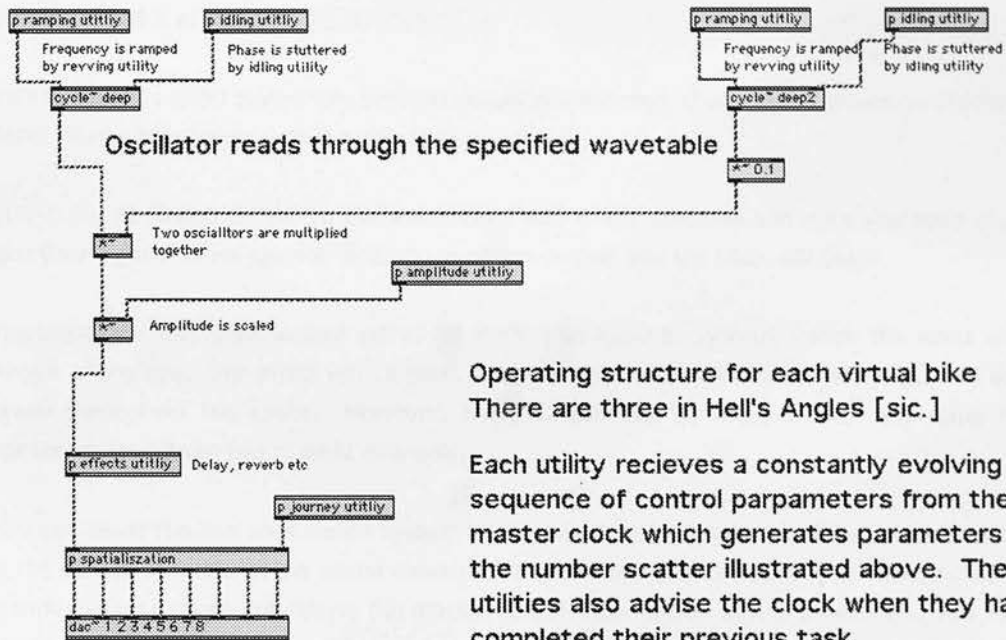 p ramping utitliy
p idling utitliy
p ramping utitliy
p idling utitliy
Frequency is ramped
by revving utility
Phase is stuttered
by idling utility
Frequency is ramped
by revving utility
Phase is stuttered
by idling utility
cycle~ deep
cycle~ deep2
Oscillator reads through the specified wavetable
*~ 0.1
*~
Two oscialltors are multiplied
together
p amplitude utitliy
*~
Amplitude is scaled
Operating structure for each virtual bike
There are three in Hell's Angles [sic.]
p effects utitliy
Delay, reverb etc
Each utility recieves a constantly evolving
sequence of control parpameters from the
master clock which generates parameters
the number scatter illustrated above. The
utilities also advise the clock when they ha
completed their previous task
p journey utitliy
p spatialiszation
dac~ 1 2 3 4 5 6 7 8